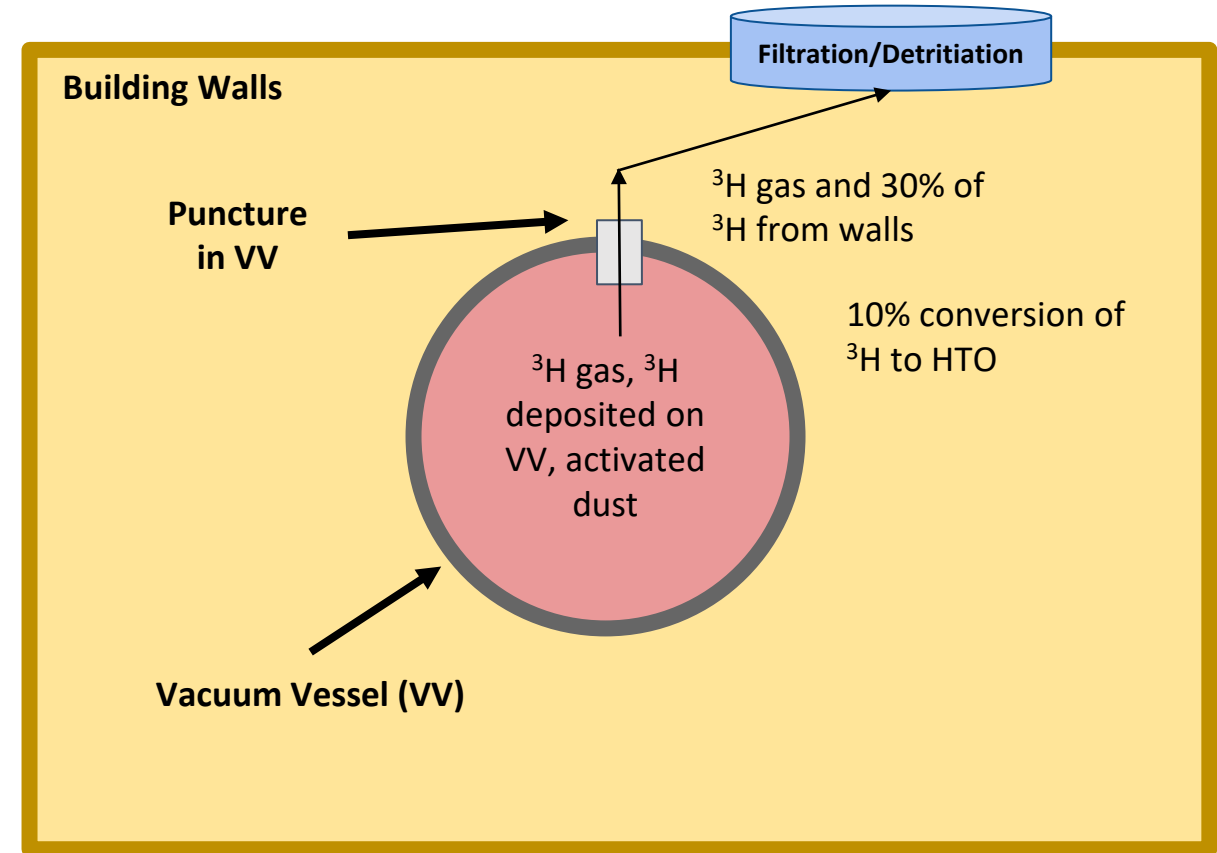 Filtration/Detritiation
Building Walls
³H gas and 30% of
³H from walls
Puncture
in VV
10% conversion of
³H to HTO
³H gas, ³H
deposited on
VV, activated
dust
Vacuum Vessel (VV)